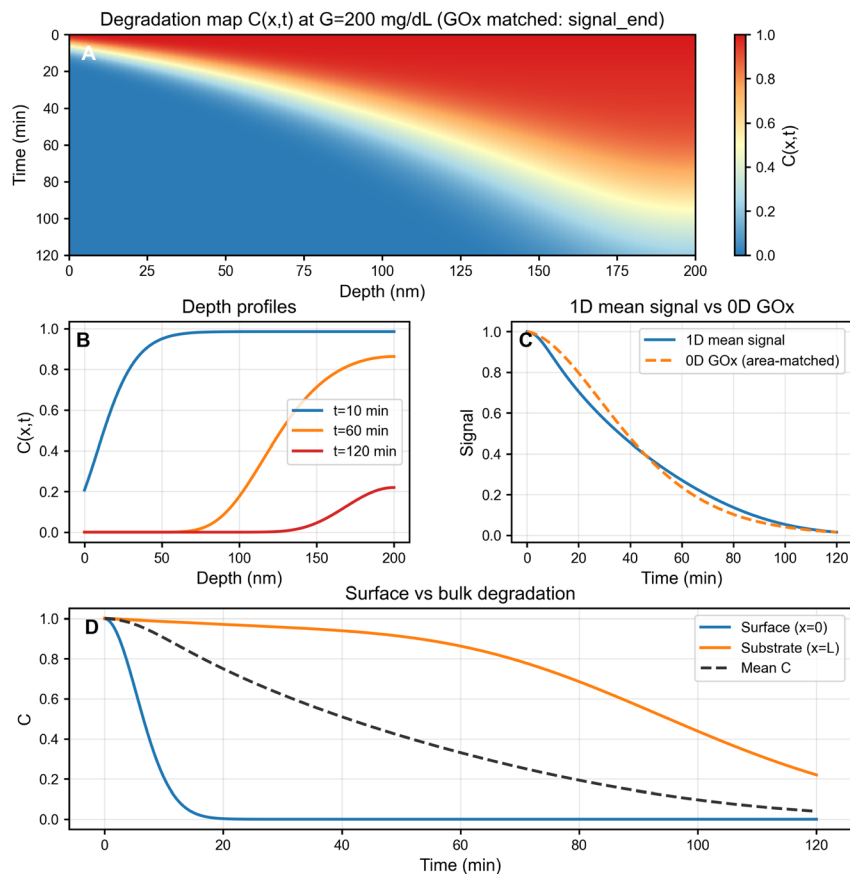 Degradation map C(x,t) at G=200 mg/dL (GOx matched: signal_end)
A
0
20
40
60
80
100
120
Time (min)
0 25 50 75 100 125 150 175 200
Depth (nm)
1.0
0.8
0.6
0.4
0.2
0.0
C(x,t)
Depth profiles
B
1.0
0.8
0.6
0.4
0.2
0.0
C(x,t)
t=10 min
t=60 min
t=120 min
0 50 100 150 200
Depth (nm)
1D mean signal vs 0D GOx
C
1.0
0.8
0.6
0.4
0.2
0.0
Signal
1D mean signal
0D GOx (area-matched)
0 20 40 60 80 100 120
Time (min)
Surface vs bulk degradation
D
1.0
0.8
0.6
0.4
0.2
0.0
C
Surface (x=0)
Substrate (x=L)
Mean C
0 20 40 60 80 100 120
Time (min)